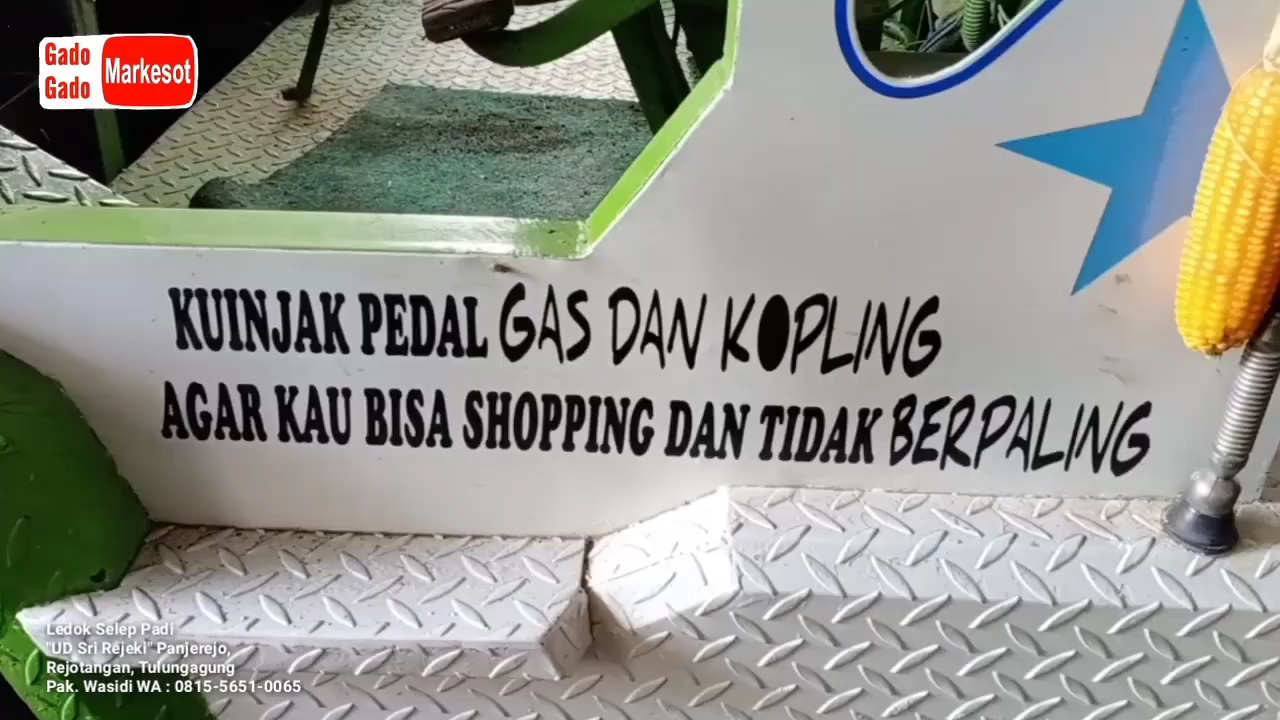 Gado
Gado
Markesot
KUINJAK PEDAL GAS DAN KOPLING
AGAR KAU BISA SHOPPING DAN TIDAK BERPALING
Ledok Selep Padi
"UD Sri Rejeki" Panjerejo,
Rejotangan, Tulungagung
Pak. Wasidi WA : 0815-5651-0065